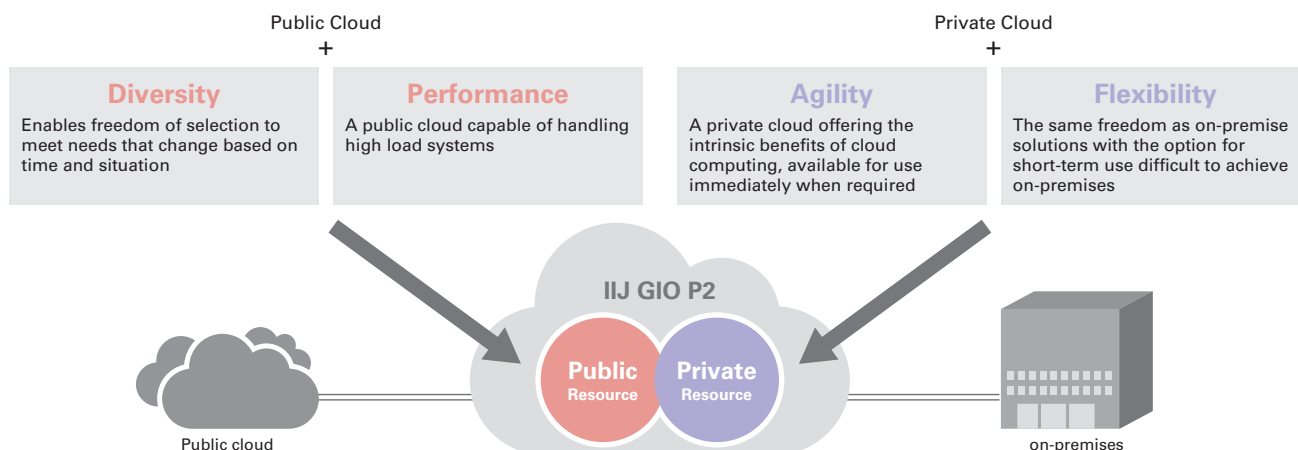 Public Cloud
+
Diversity
Enables freedom of selection to
meet needs that change based on
time and situation
Performance
A public cloud capable of handling
high load systems
Private Cloud
+
Agility
A private cloud offering the
intrinsic benefits of cloud
computing, available for use
immediately when required
Flexibility
The same freedom as on-premise
solutions with the option for
short-term use difficult to achieve
on-premises
IIJ GIO P2
Public
Resource
Private
Resource
Public cloud
on-premises